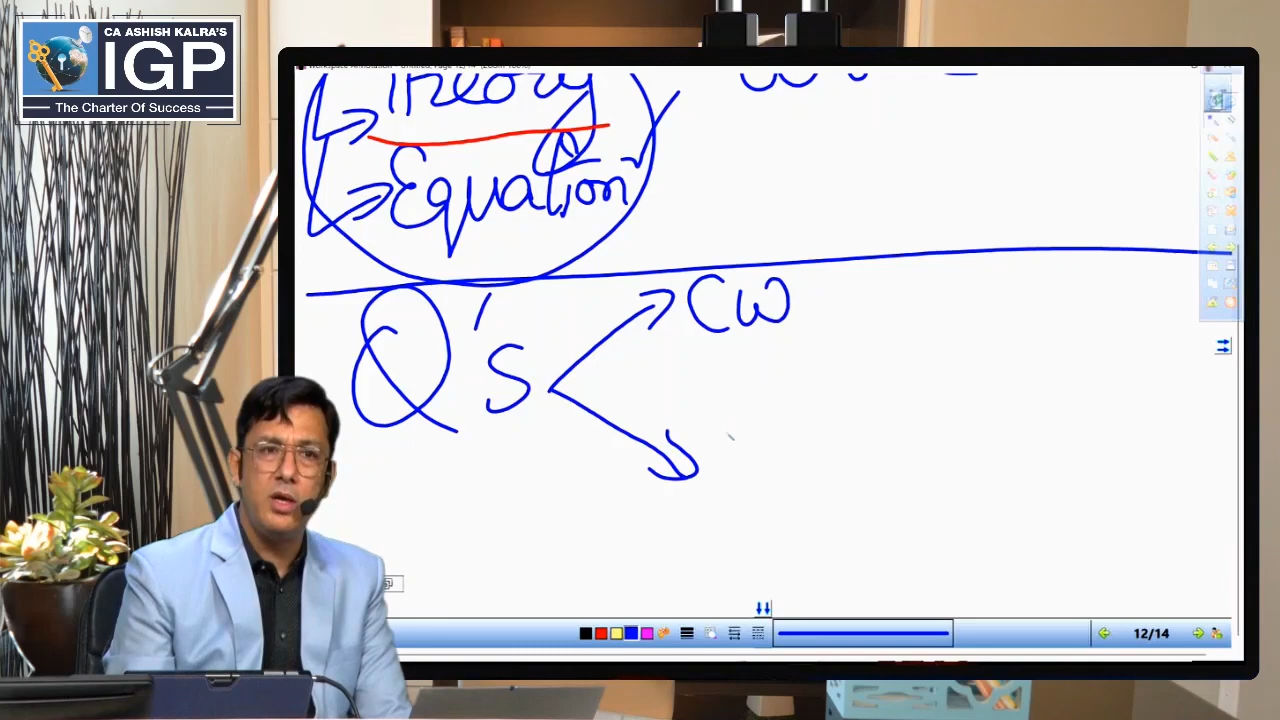 CA ASHISH KALRA'S
IGP
The Charter Of Success
Theory
Equation
Q's
CW
12/14